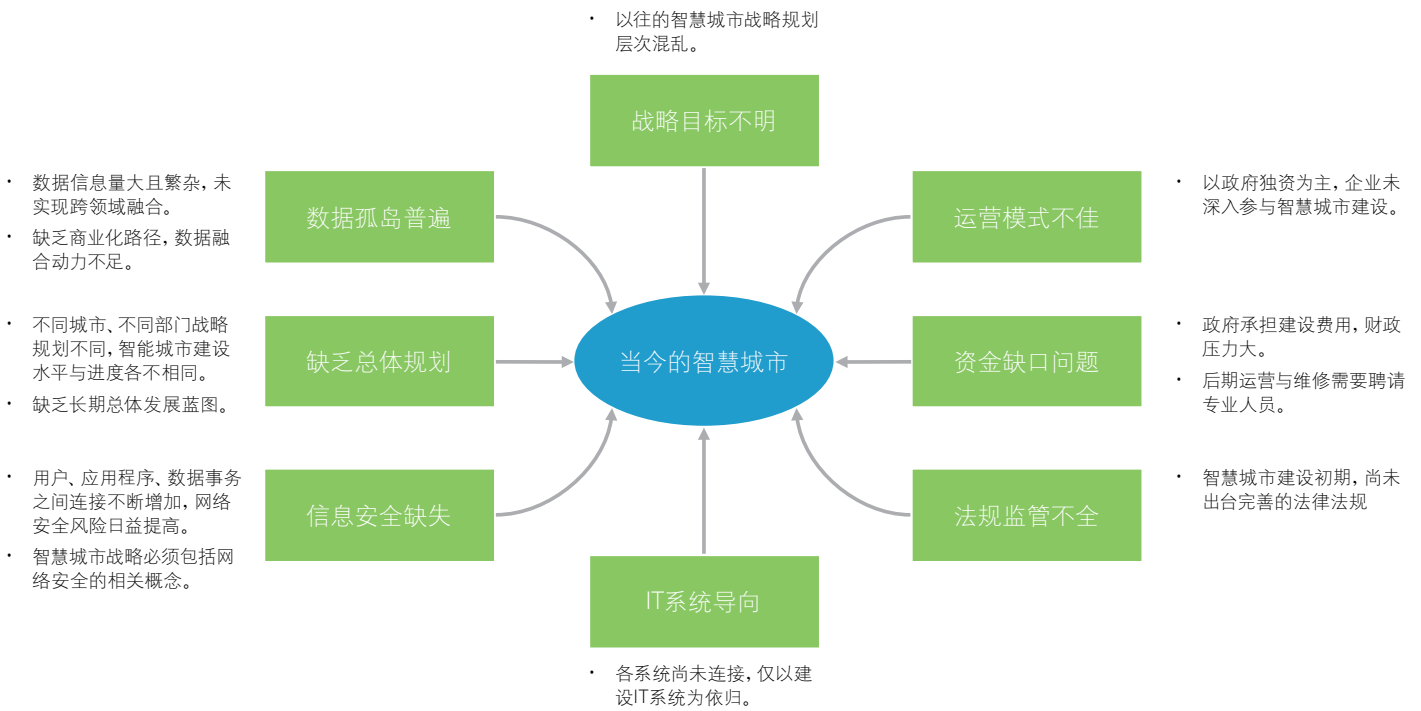 · 以往的智慧城市战略规划
层次混乱。
战略目标不明
· 数据信息量大且繁杂，未
实现跨领域融合。
· 缺乏商业化路径，数据融
合动力不足。
数据孤岛普遍
运营模式不佳
· 以政府独资为主，企业未
深入参与智慧城市建设。
· 不同城市、不同部门战略
规划不同，智能城市建设
水平与进度各不相同。
· 缺乏长期总体发展蓝图。
缺乏总体规划
当今的智慧城市
资金缺口问题
· 政府承担建设费用，财政
压力大。
· 后期运营与维修需要聘请
专业人员。
· 用户、应用程序、数据事务
之间连接不断增加，网络
安全风险日益提高。
· 智慧城市战略必须包括网
络安全的相关概念。
信息安全缺失
法规监管不全
· 智慧城市建设初期，尚未
出台完善的法律法规
IT系统导向
· 各系统尚未连接，仅以建
设IT系统为依归。